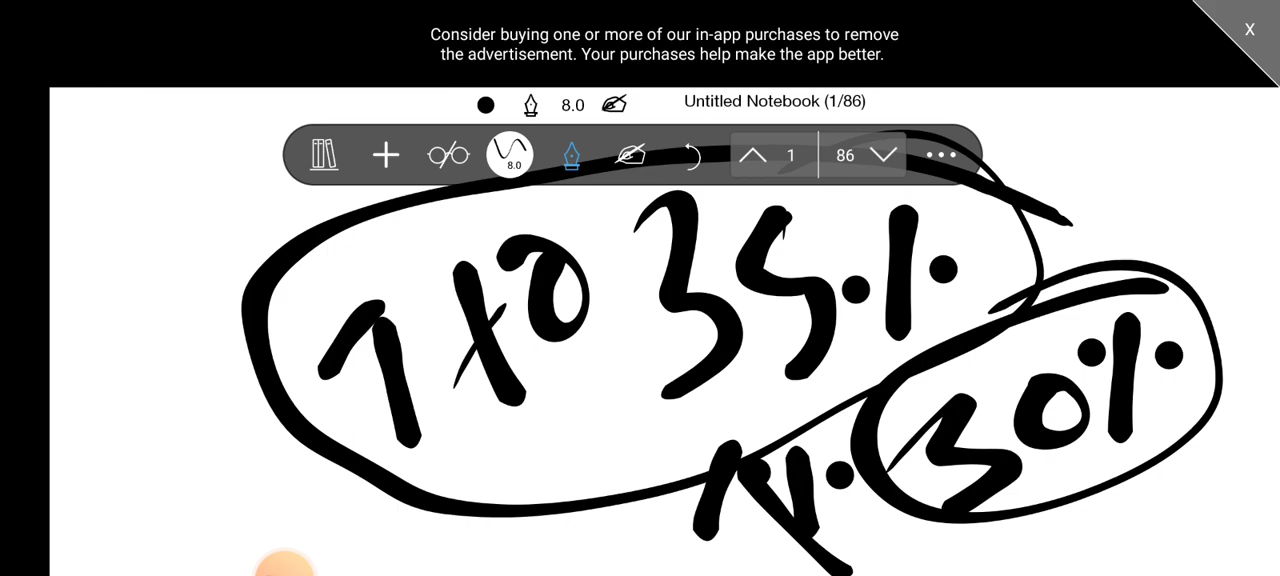 Consider buying one or more of our in-app purchases to remove
the advertisement. Your purchases help make the app better.
X
8.0 Untitled Notebook (1/86)
8.0 1 86
35%
30%